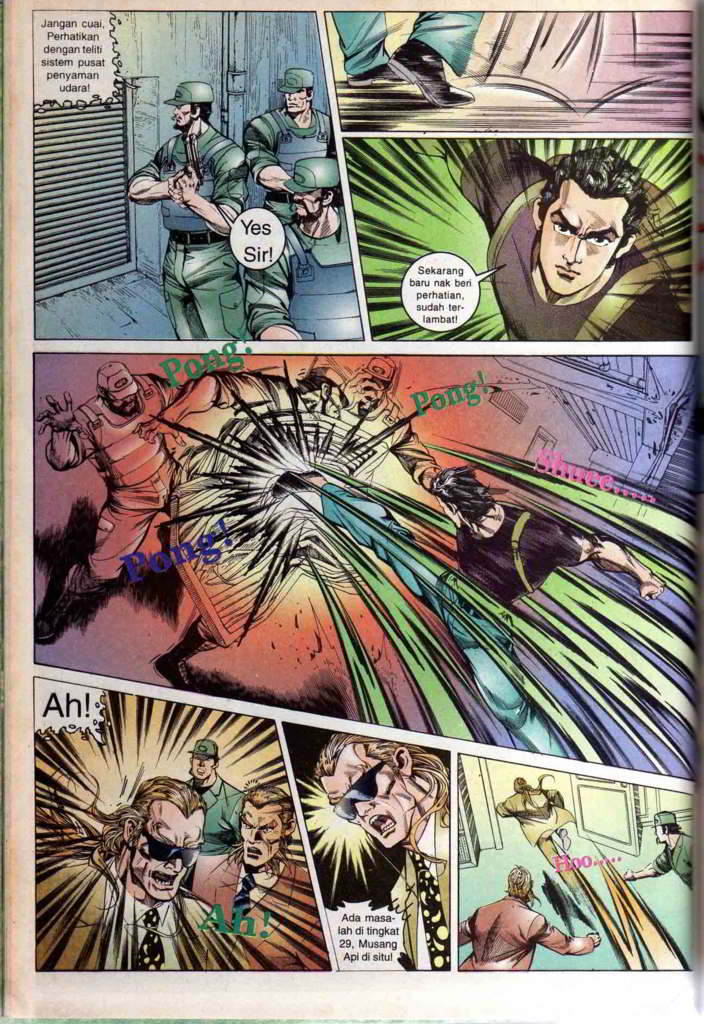 Jangan cuai,
Perhatikan
dengan teliti
sistem pusat
penyaman
udara!
Yes
Sir!
Sekarang
baru nak beri
perhatian,
sudah ter-
lambat!
Pong!
Pong!
Shuee.....
Pong!
Ah!
Ah!
Ada masa-
lah di tingkat
29, Musang
Api di situ!
Hoo.....